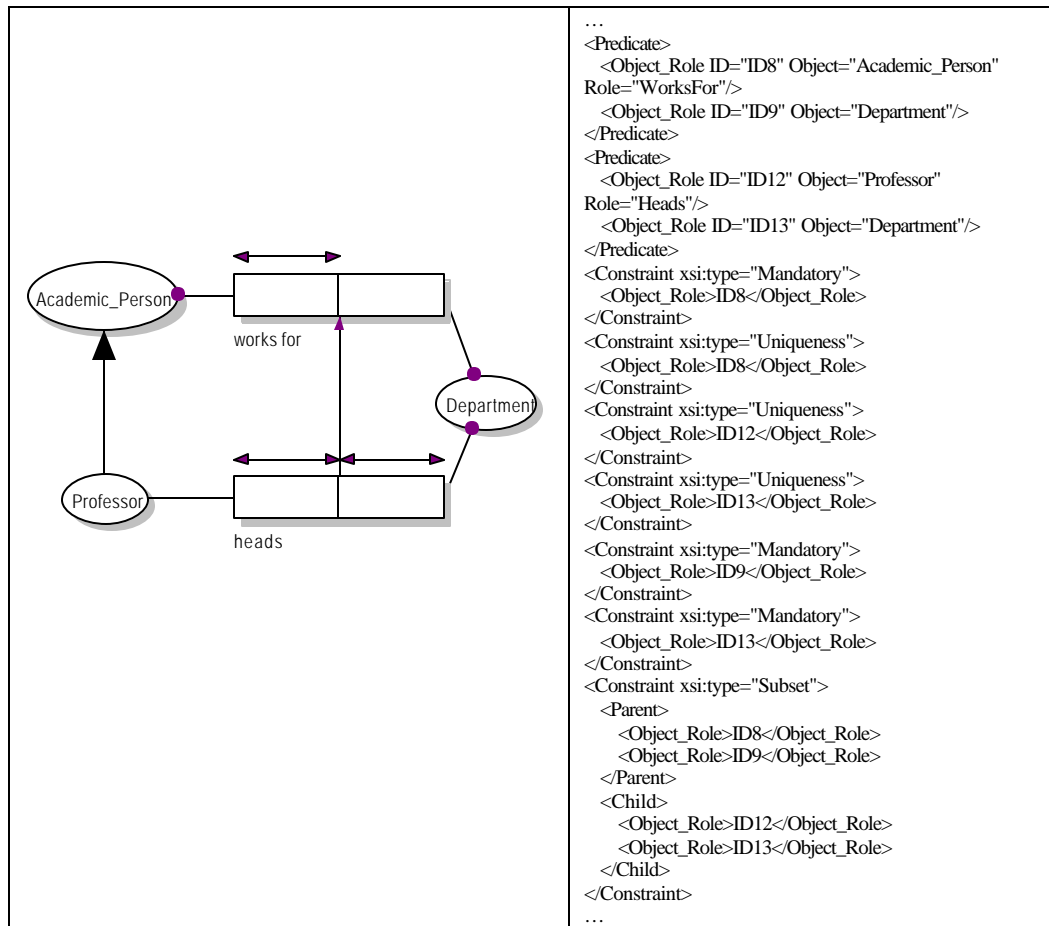 Academic_Person
works for
Department
Professor
heads
…
<Predicate>
<Object_Role ID="ID8" Object="Academic_Person"
Role="WorksFor"/>
<Object_Role ID="ID9" Object="Department"/>
</Predicate>
<Predicate>
<Object_Role ID="ID12" Object="Professor"
Role="Heads"/>
<Object_Role ID="ID13" Object="Department"/>
</Predicate>
<Constraint xsi:type="Mandatory">
<Object_Role>ID8</Object_Role>
</Constraint>
<Constraint xsi:type="Uniqueness">
<Object_Role>ID8</Object_Role>
</Constraint>
<Constraint xsi:type="Uniqueness">
<Object_Role>ID12</Object_Role>
</Constraint>
<Constraint xsi:type="Uniqueness">
<Object_Role>ID13</Object_Role>
</Constraint>
<Constraint xsi:type="Mandatory">
<Object_Role>ID9</Object_Role>
</Constraint>
<Constraint xsi:type="Mandatory">
<Object_Role>ID13</Object_Role>
</Constraint>
<Constraint xsi:type="Subset">
<Parent>
<Object_Role>ID8</Object_Role>
<Object_Role>ID9</Object_Role>
</Parent>
<Child>
<Object_Role>ID12</Object_Role>
<Object_Role>ID13</Object_Role>
</Child>
</Constraint>
…